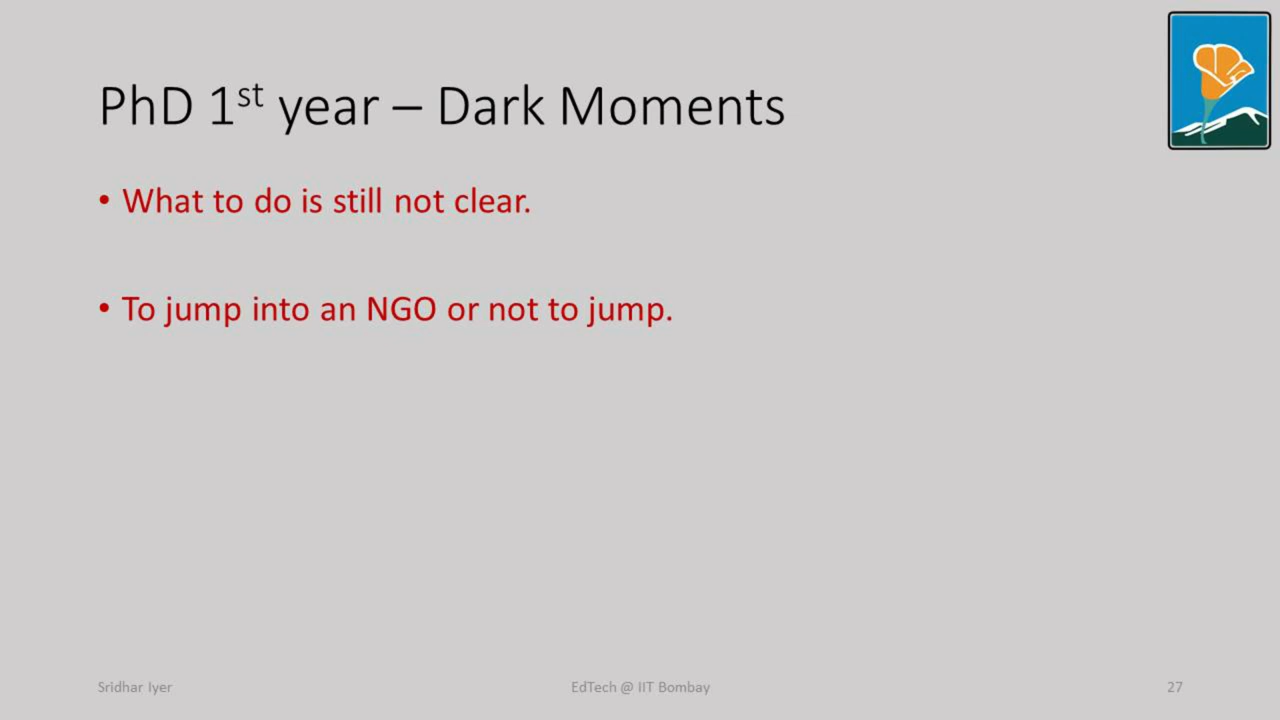 PhD 1st year – Dark Moments
• What to do is still not clear.
• To jump into an NGO or not to jump.
Sridhar Iyer
EdTech @ IIT Bombay
27